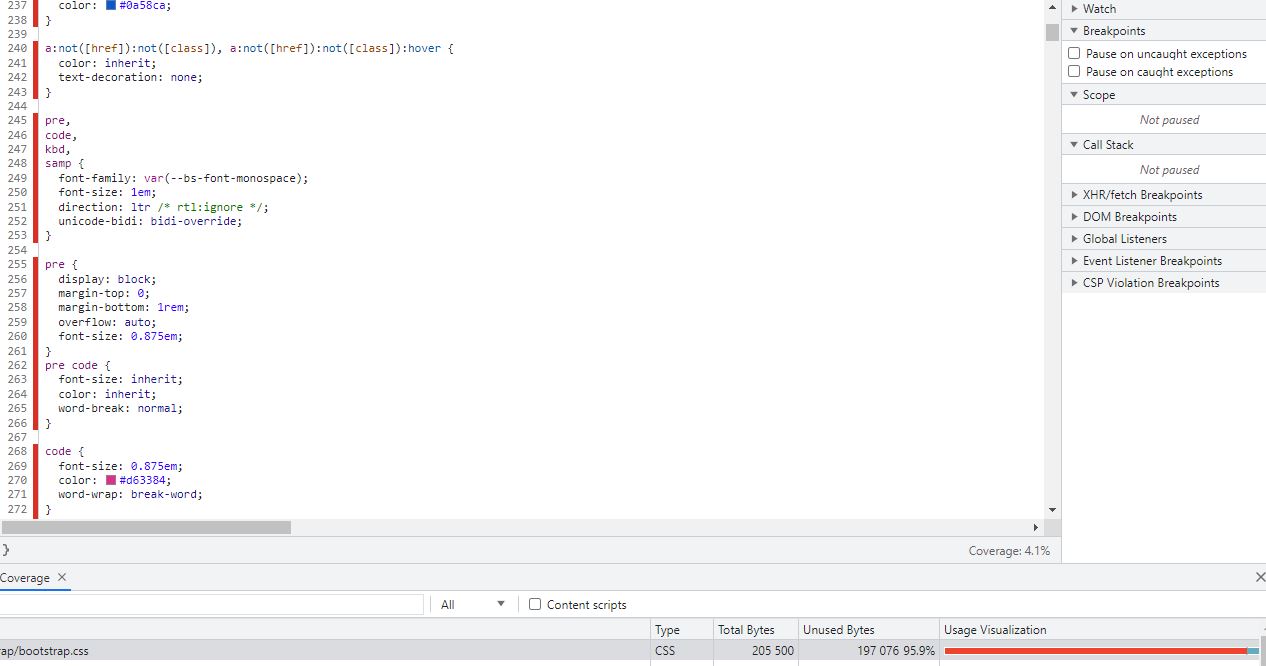 237 color: #0a58ca;
238 }
239
240 a:not([href]):not([class]), a:not([href]):not([class]):hover {
241 color: inherit;
242 text-decoration: none;
243 }
244
245 pre,
246 code,
247 kbd,
248 samp {
249 font-family: var(--bs-font-monospace);
250 font-size: 1em;
251 direction: ltr /* rtl:ignore */;
252 unicode-bidi: bidi-override;
253 }
254
255 pre {
256 display: block;
257 margin-top: 0;
258 margin-bottom: 1rem;
259 overflow: auto;
260 font-size: 0.875em;
261 }
262 pre code {
263 font-size: inherit;
264 color: inherit;
265 word-break: normal;
266 }
267
268 code {
269 font-size: 0.875em;
270 color: #d63384;
271 word-wrap: break-word;
272 }
Watch
Breakpoints
Pause on uncaught exceptions
Pause on caught exceptions
Scope
Not paused
Call Stack
Not paused
XHR/fetch Breakpoints
DOM Breakpoints
Global Listeners
Event Listener Breakpoints
CSP Violation Breakpoints
} Coverage: 4.1%
Coverage
All Content scripts
Type Total Bytes Unused Bytes Usage Visualization
ap/bootstrap.css CSS 205 500 197 076 95.9%